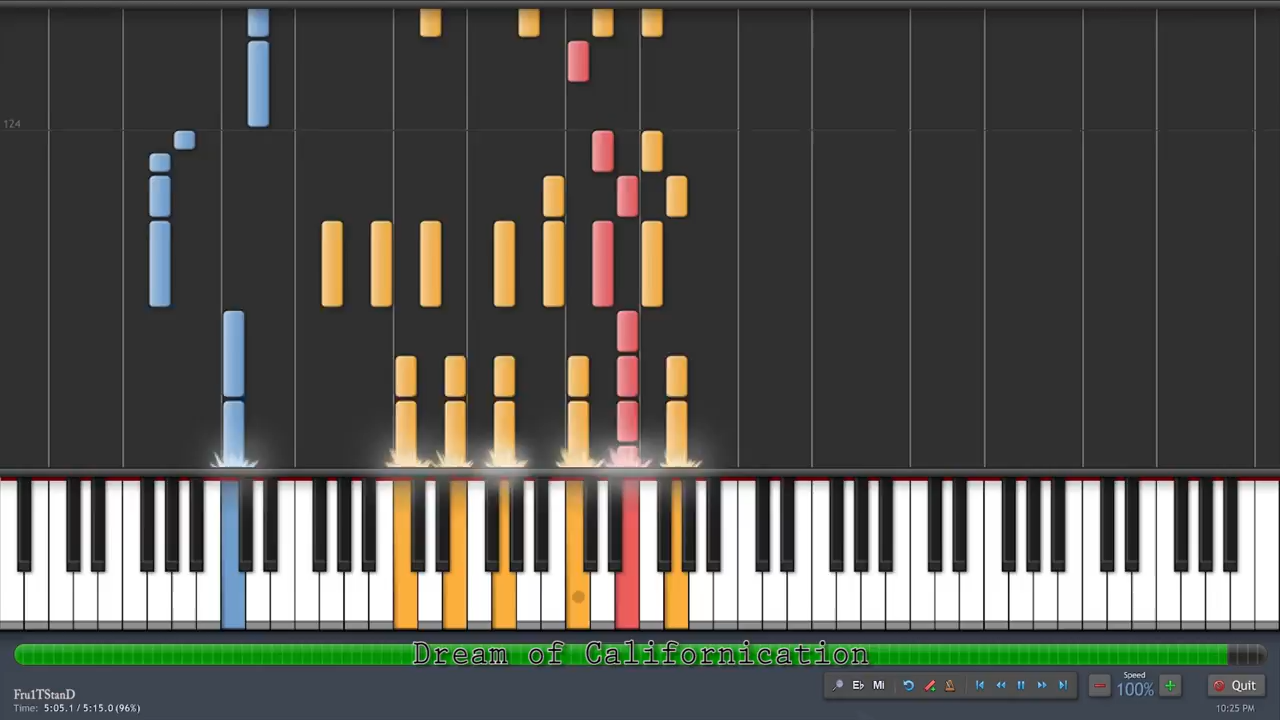 124
Dream of Californication
Speed
Eb Mi 100% Quit
Fru1TStanD
Time: 5:05.1 / 5:15.0 (96%)
10:25 PM